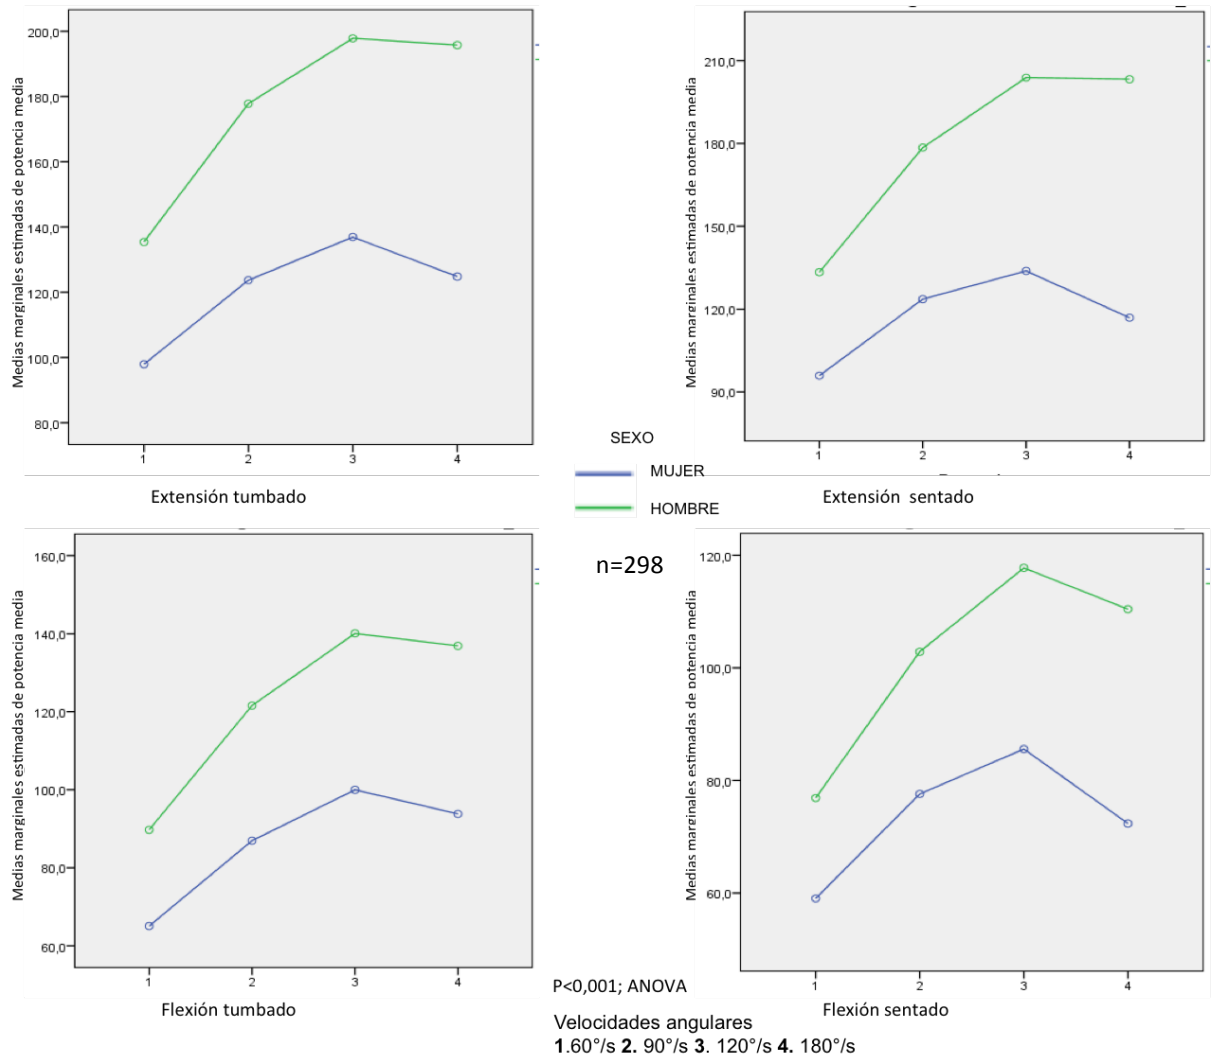 Medias marginales estimadas de potencia media
200,0
180,0
160,0
140,0
120,0
100,0
80,0
1 2 3 4
Extensión tumbado
Medias marginales estimadas de potencia media
210,0
180,0
150,0
120,0
90,0
1 2 3 4
Extensión sentado
SEXO
MUJER
HOMBRE
n=298
Medias marginales estimadas de potencia media
160,0
140,0
120,0
100,0
80,0
60,0
1 2 3 4
Flexión tumbado
Medias marginales estimadas de potencia media
120,0
100,0
80,0
60,0
1 2 3 4
Flexión sentado
P<0,001; ANOVA
Velocidades angulares
1.60°/s 2. 90°/s 3. 120°/s 4. 180°/s